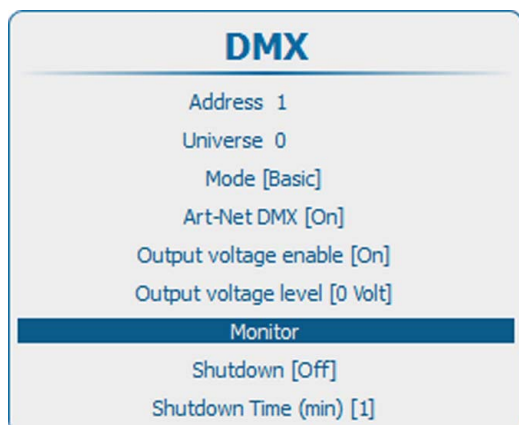 DMX
Address 1
Universe 0
Mode [Basic]
Art-Net DMX [On]
Output voltage enable [On]
Output voltage level [0 Volt]
Monitor
Shutdown [Off]
Shutdown Time (min) [1]